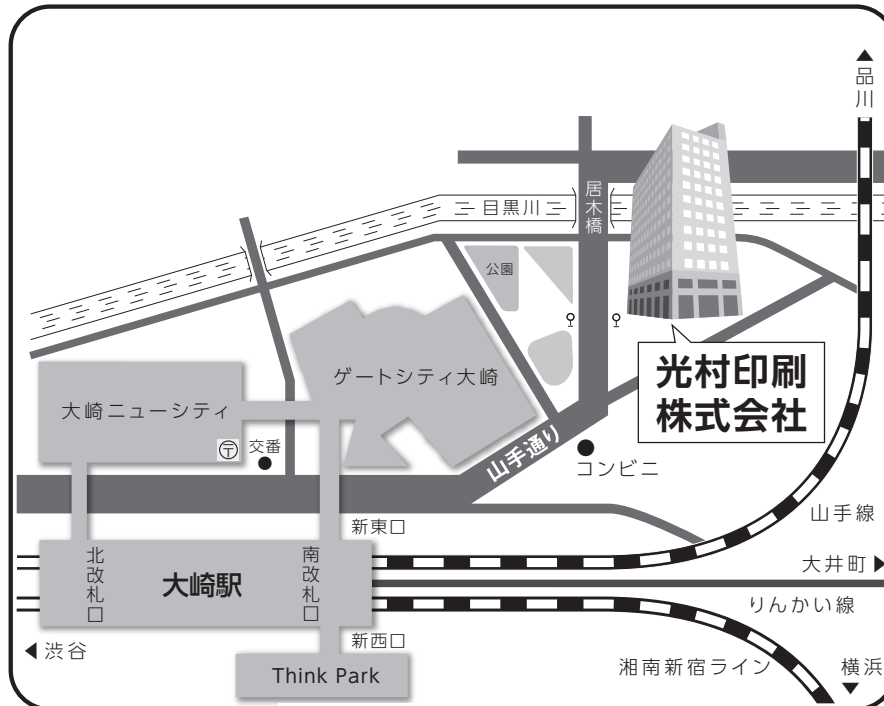 品川
居木橋
目黒川
公園
光村印刷
株式会社
ゲートシティ大崎
大崎ニューシティ
〒
交番
山手通り
コンビニ
山手線
新東口
北改札口
大崎駅
南改札口
大井町
りんかい線
渋谷
新西口
Think Park
湘南新宿ライン
横浜